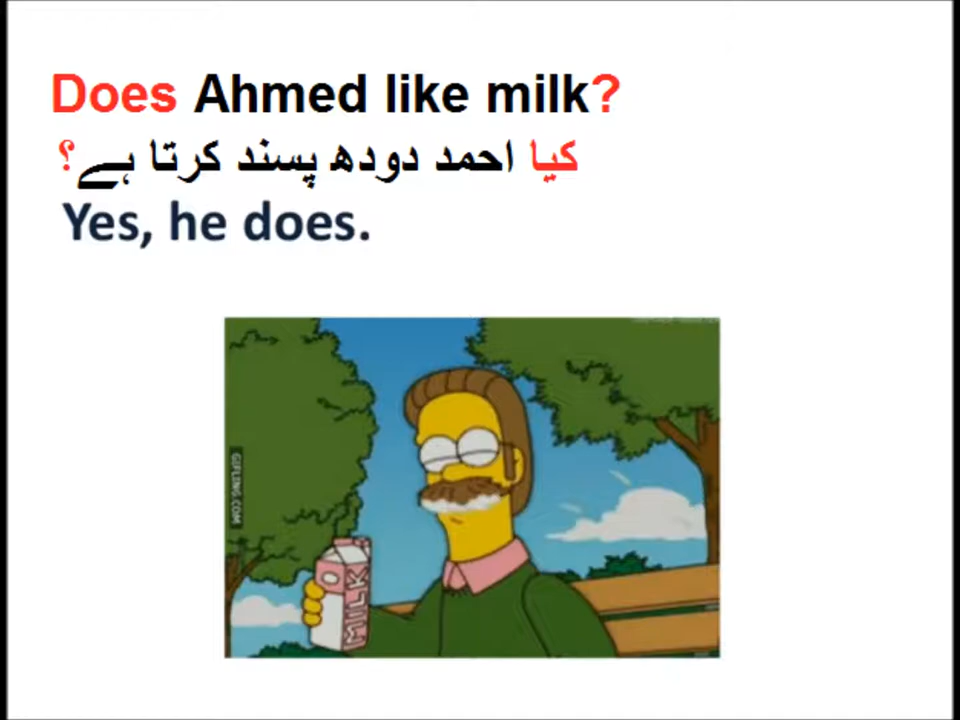 Does Ahmed like milk?
کیا احمد دودھ پسند کرتا ہے؟
Yes, he does.
GIFLING.COM
MILK